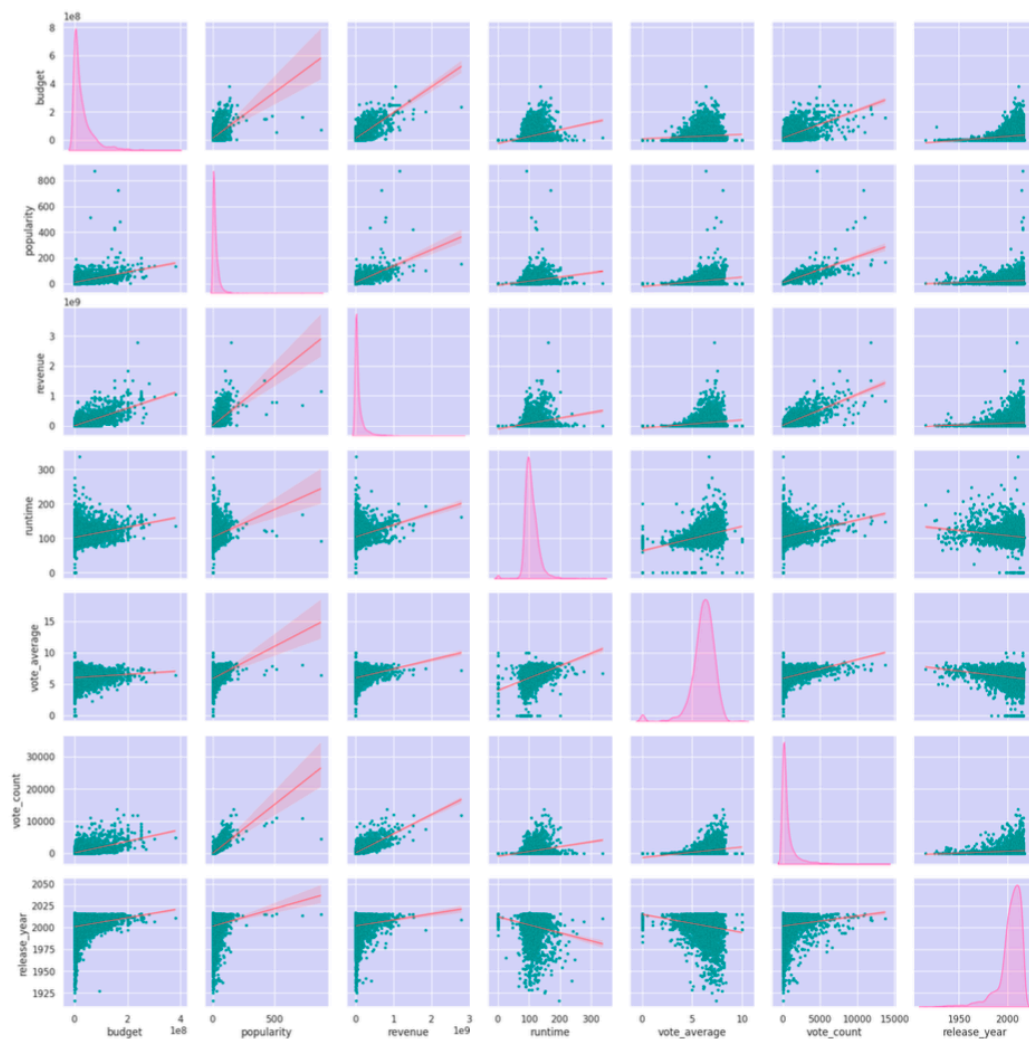 1e8
8
6
4
2
0
budget
800
600
400
200
0
popularity
1e9
3
2
1
0
revenue
300
200
100
0
runtime
15
10
5
0
vote_average
30000
20000
10000
0
vote_count
2050
2025
2000
1975
1950
1925
release_year
0 2 4 0 500 0 1 2 3 0 100 200 300 0 5 10 0 5000 10000 15000 1950 2000
1e8 1e9
budget popularity revenue runtime vote_average vote_count release_year